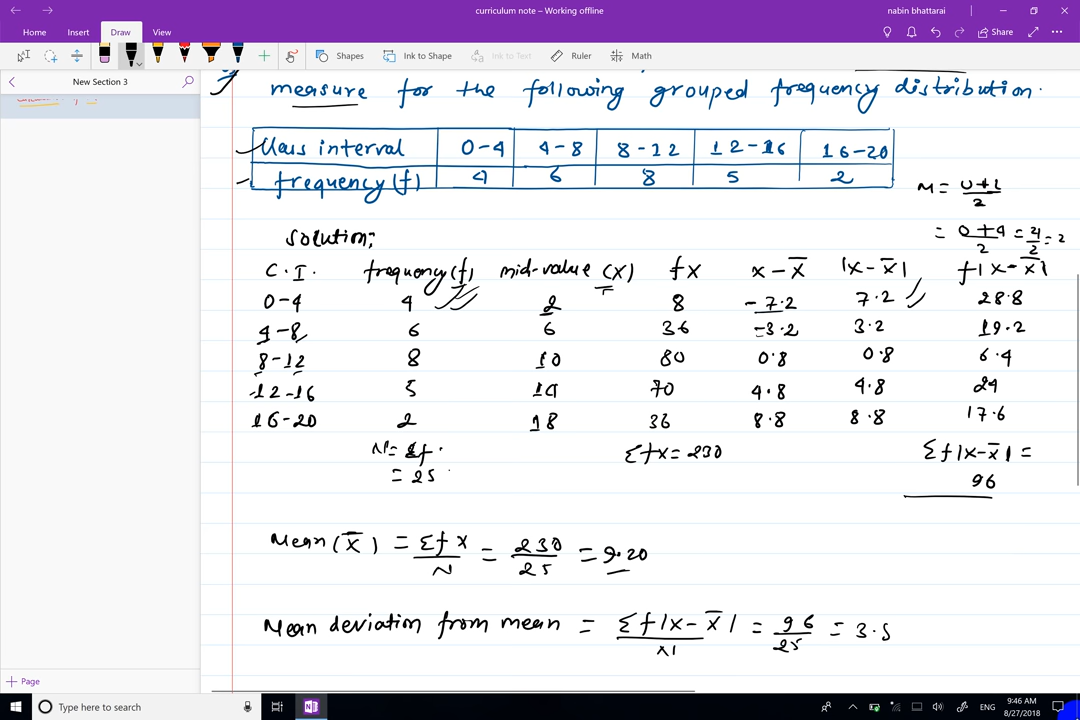 curriculum note – Working offline
nabin bhattarai
Home Insert Draw View
Share
Shapes Ink to Shape Ink to Text Ruler Math
New Section 3
measure for the following grouped frequency distribution.
Class interval 0-4 4-8 8-12 12-16 16-20
frequency(f) 4 6 8 5 2
M = U+L / 2
= 0+4 / 2 = 4/2 = 2
Solution;
C.I. frequency(f) mid-value (X) fX X-X̄ |X-X̄| f|X-X̄|
0-4 4 2 8 -7.2 7.2 28.8
4-8 6 6 36 -3.2 3.2 19.2
8-12 8 10 80 0.8 0.8 6.4
12-16 5 14 70 4.8 4.8 24
16-20 2 18 36 8.8 8.8 17.6
N=Σf Σfx=230 Σf|X-X̄| =
= 25 96
Mean (X̄) = Σfx / N = 230 / 25 = 9.20
Mean deviation from mean = Σf|X-X̄| / N = 96 / 25 = 3.5
+ Page
Type here to search
ENG
9:46 AM
8/27/2018